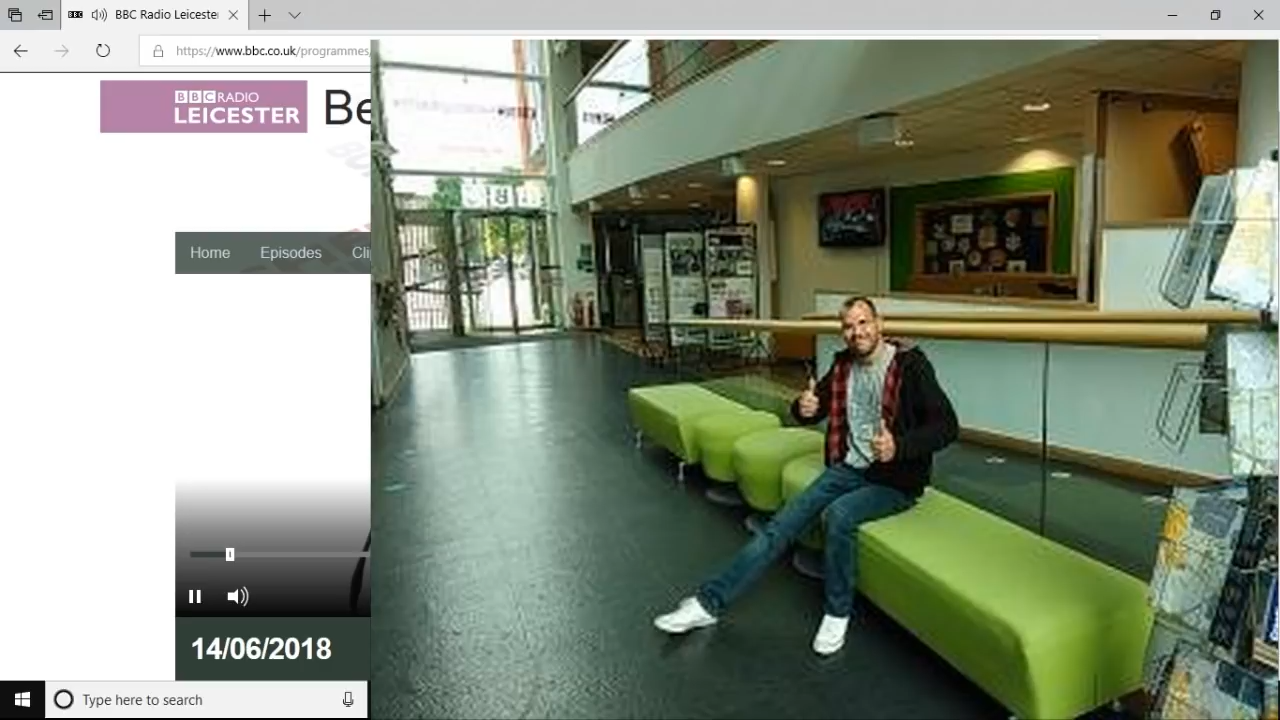 BBC Radio Leicester
https://www.bbc.co.uk/programmes
BBC RADIO
LEICESTER
Be
Home Episodes Cli
14/06/2018
Type here to search